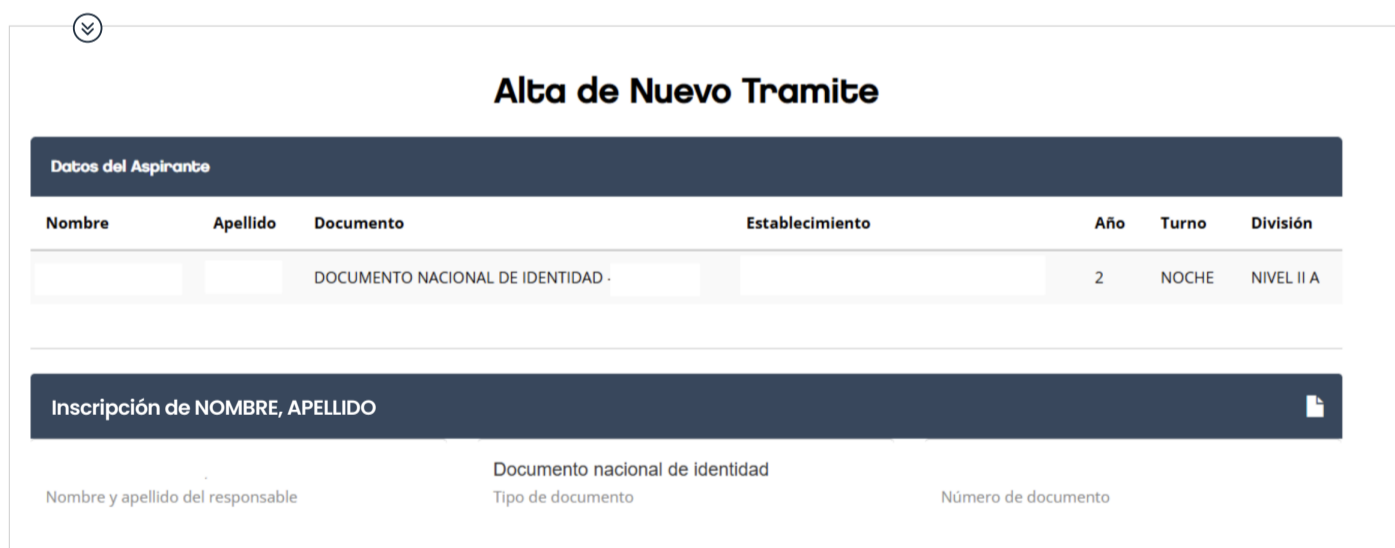 Alta de Nuevo Tramite
Datos del Aspirante
Nombre Apellido Documento Establecimiento Año Turno División
DOCUMENTO NACIONAL DE IDENTIDAD - 2 NOCHE NIVEL II A
Inscripción de NOMBRE, APELLIDO
Documento nacional de identidad
Nombre y apellido del responsable Tipo de documento Número de documento